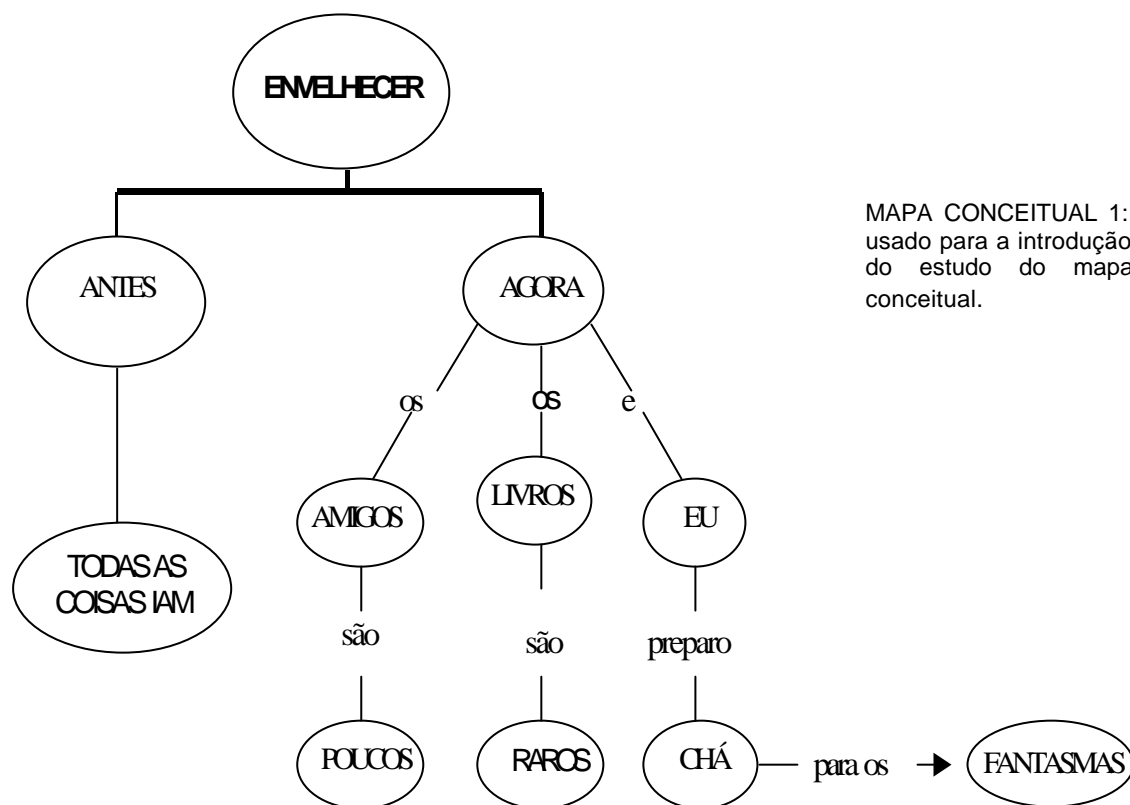 ENVELHECER
MAPA CONCEITUAL 1:
usado para a introdução
do estudo do mapa
conceitual.
ANTES
AGORA
os
os
e
AMIGOS
LIVROS
EU
TODAS AS
COISAS IAM
são
são
preparo
POUCOS
RAROS
CHÁ
para os
FANTASMAS